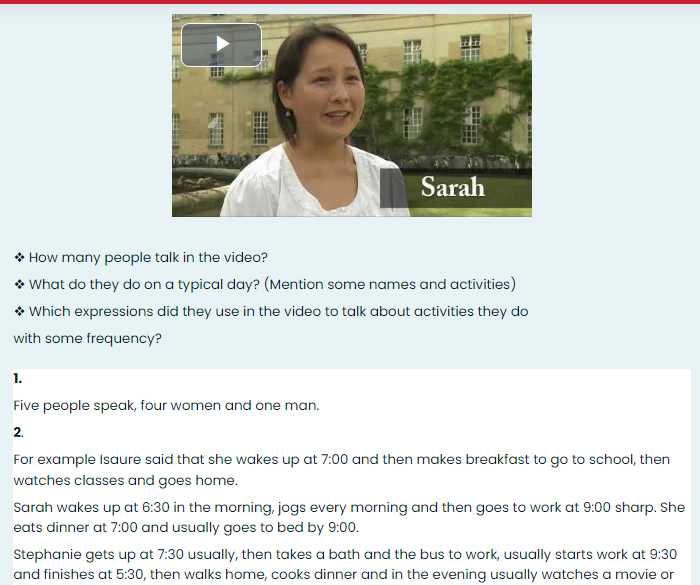 Sarah
❖ How many people talk in the video?
❖ What do they do on a typical day? (Mention some names and activities)
❖ Which expressions did they use in the video to talk about activities they do
with some frequency?
1.
Five people speak, four women and one man.
2.
For example Isaure said that she wakes up at 7:00 and then makes breakfast to go to school, then
watches classes and goes home.
Sarah wakes up at 6:30 in the morning, jogs every morning and then goes to work at 9:00 sharp. She
eats dinner at 7:00 and usually goes to bed by 9:00.
Stephanie gets up at 7:30 usually, then takes a bath and the bus to work, usually starts work at 9:30
and finishes at 5:30, then walks home, cooks dinner and in the evening usually watches a movie or